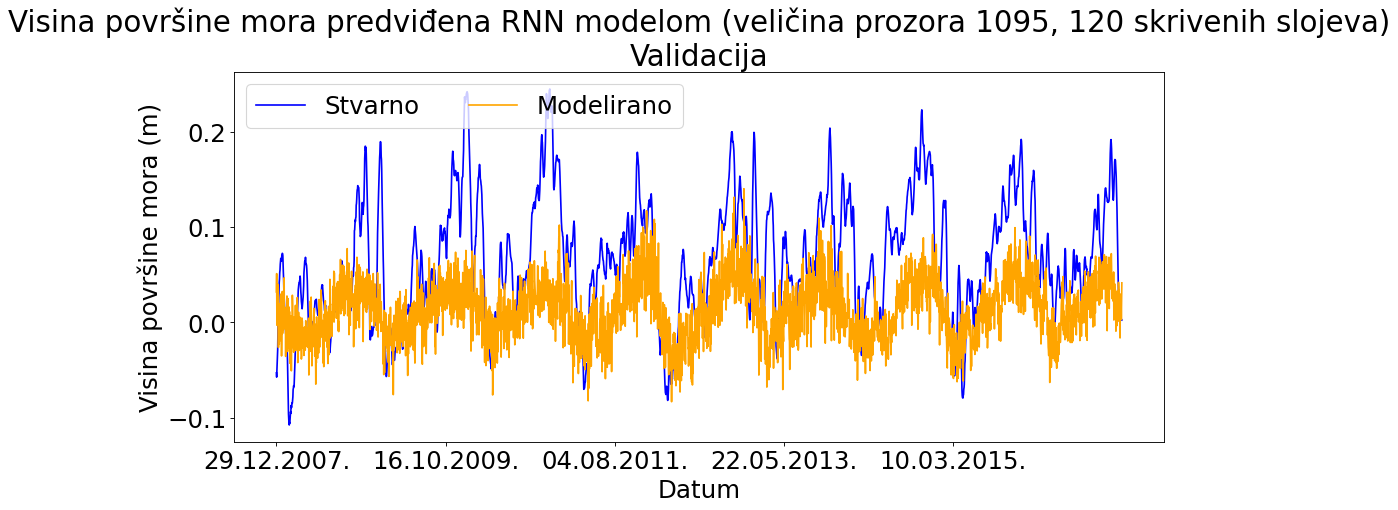 Visina površine mora predviđena RNN modelom (veličina prozora 1095, 120 skrivenih slojeva)
Validacija
Stvarno Modelirano
Visina površine mora (m)
0.2
0.1
0.0
−0.1
29.12.2007. 16.10.2009. 04.08.2011. 22.05.2013. 10.03.2015.
Datum